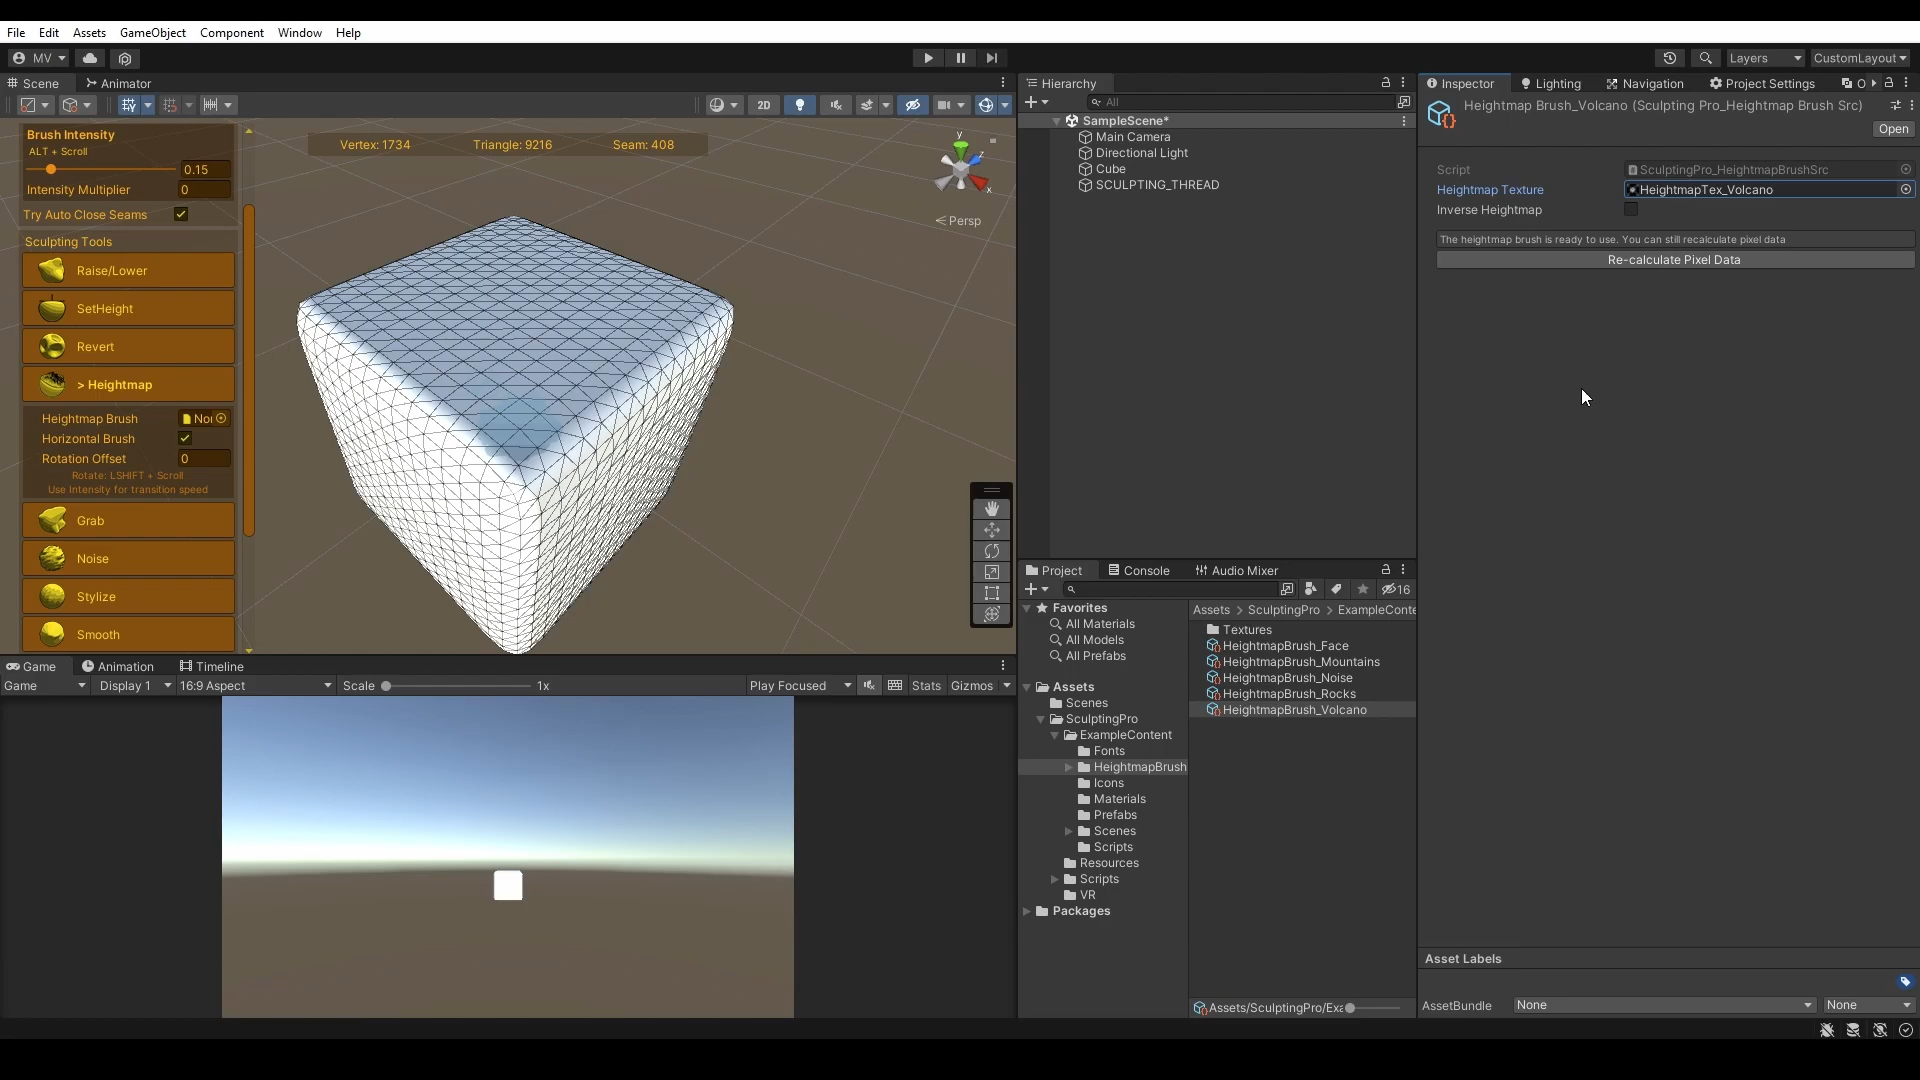 File Edit Assets GameObject Component Window Help
MV
Layers CustomLayout
Scene Animator
2D
Brush Intensity
ALT + Scroll
0.15
Intensity Multiplier 0
Try Auto Close Seams
Sculpting Tools
Raise/Lower
SetHeight
Revert
> Heightmap
Heightmap Brush Noi
Horizontal Brush
Rotation Offset 0
Rotate: LSHIFT + Scroll
Use Intensity for transition speed
Grab
Noise
Stylize
Smooth
Vertex: 1734 Triangle: 9216 Seam: 408
y
z
x
Persp
Game Animation Timeline
Game Display 1 16:9 Aspect Scale 1x Play Focused Stats Gizmos
Hierarchy
All
SampleScene*
Main Camera
Directional Light
Cube
SCULPTING_THREAD
Project Console Audio Mixer
16
Favorites
All Materials
All Models
All Prefabs
Assets
Scenes
SculptingPro
ExampleContent
Fonts
HeightmapBrush
Icons
Materials
Prefabs
Scenes
Scripts
Resources
Scripts
VR
Packages
Assets > SculptingPro > ExampleConte
Textures
HeightmapBrush_Face
HeightmapBrush_Mountains
HeightmapBrush_Noise
HeightmapBrush_Rocks
HeightmapBrush_Volcano
Assets/SculptingPro/Exa
Inspector Lighting Navigation Project Settings O
Heightmap Brush_Volcano (Sculpting Pro_Heightmap Brush Src)
Open
Script SculptingPro_HeightmapBrushSrc
Heightmap Texture HeightmapTex_Volcano
Inverse Heightmap
The heightmap brush is ready to use. You can still recalculate pixel data
Re-calculate Pixel Data
Asset Labels
AssetBundle None None